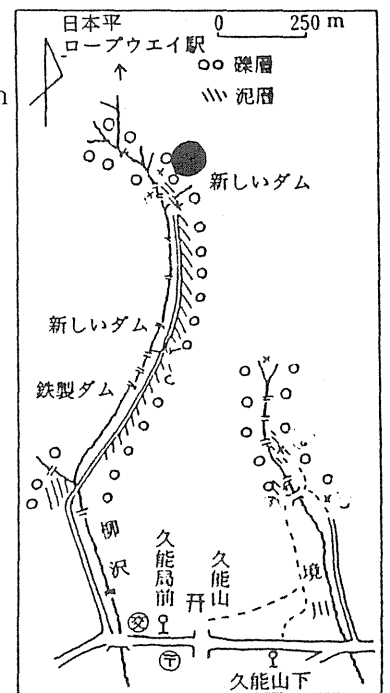 日本平
ロープウエイ駅
0 250 m
礫層
泥層
新しいダム
新しいダム
鉄製ダム
柳沢
久能局前
久能山
境川
交
〒
久能山下